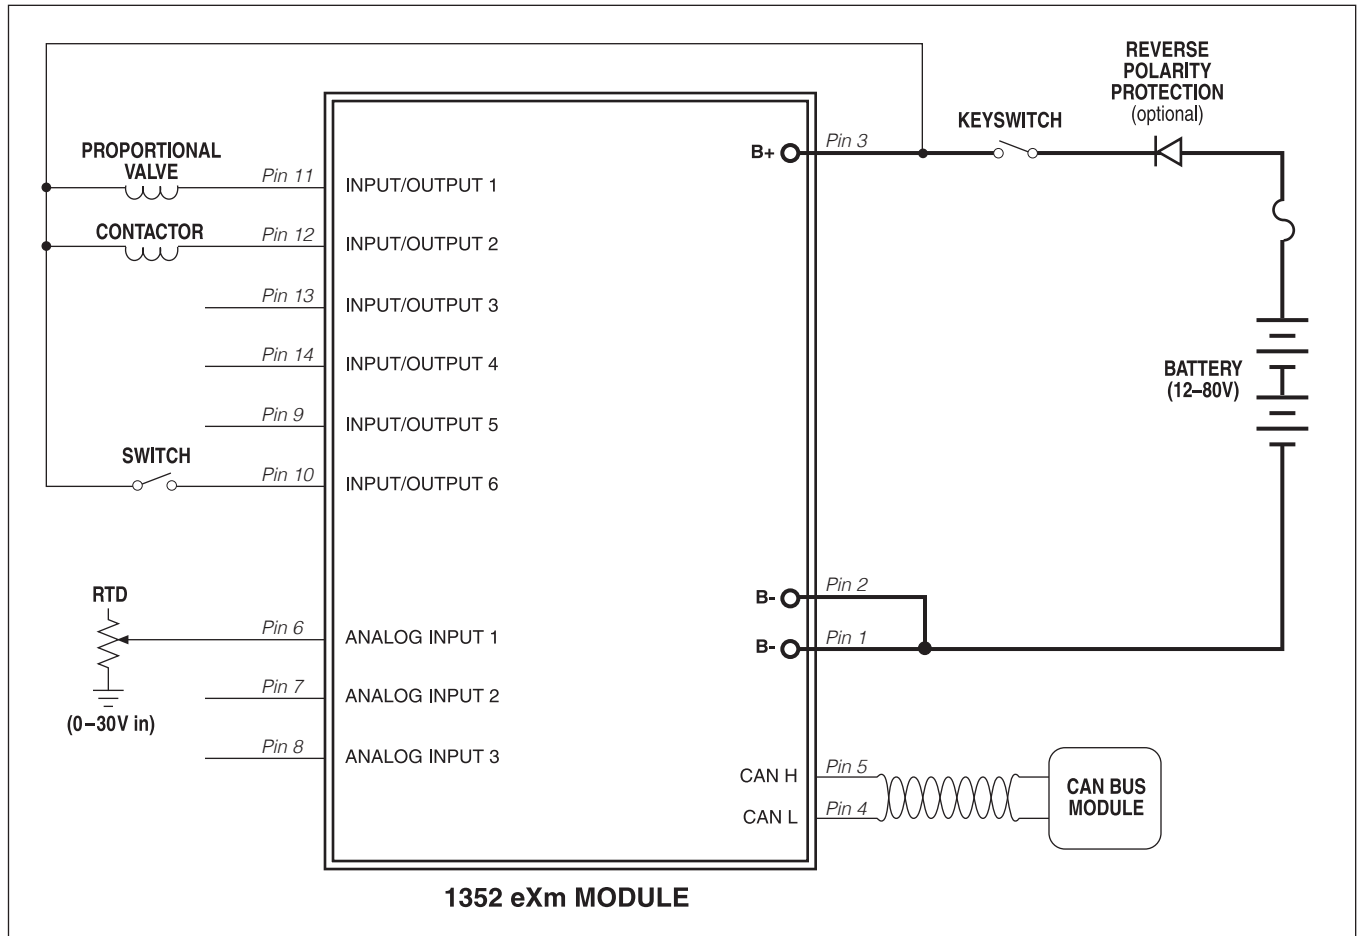 REVERSE
POLARITY
PROTECTION
(optional)
KEYSWITCH
B+
Pin 3
PROPORTIONAL
VALVE
Pin 11
INPUT/OUTPUT 1
CONTACTOR
Pin 12
INPUT/OUTPUT 2
Pin 13
INPUT/OUTPUT 3
Pin 14
INPUT/OUTPUT 4
BATTERY
(12–80V)
Pin 9
INPUT/OUTPUT 5
SWITCH
Pin 10
INPUT/OUTPUT 6
RTD
(0–30V in)
Pin 6
ANALOG INPUT 1
Pin 7
ANALOG INPUT 2
Pin 8
ANALOG INPUT 3
B-
Pin 2
B-
Pin 1
CAN H
Pin 5
CAN L
Pin 4
CAN BUS
MODULE
1352 eXm MODULE